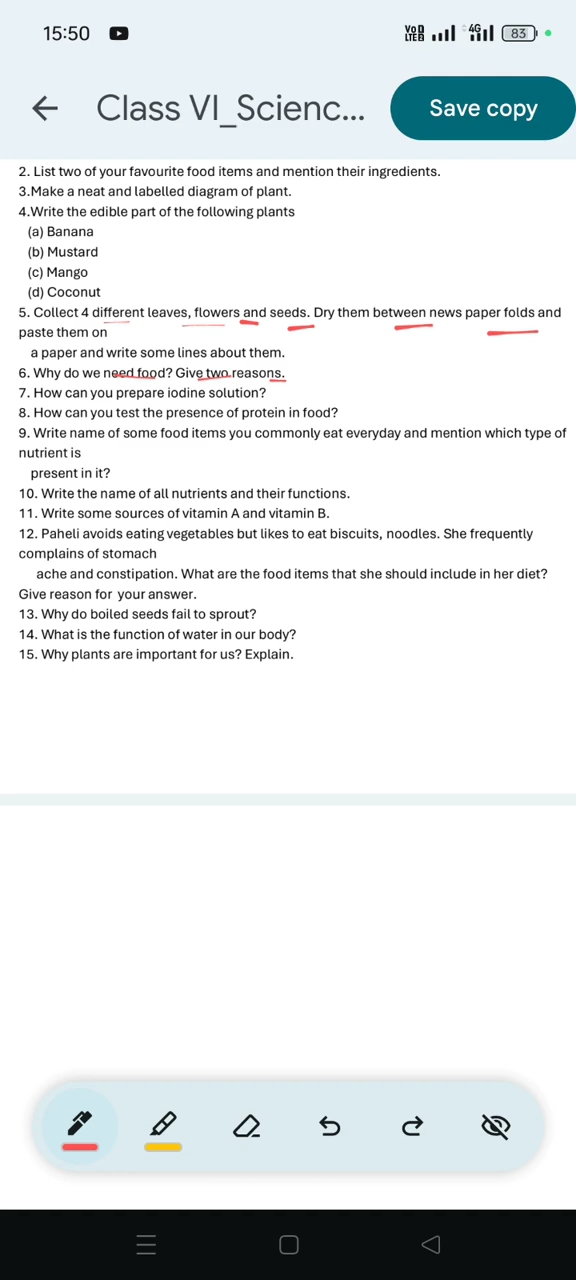 15:50
Vo LTE 4G 83
Class VI_Scienc...
Save copy
2. List two of your favourite food items and mention their ingredients.
3.Make a neat and labelled diagram of plant.
4.Write the edible part of the following plants
(a) Banana
(b) Mustard
(c) Mango
(d) Coconut
5. Collect 4 different leaves, flowers and seeds. Dry them between news paper folds and
paste them on
a paper and write some lines about them.
6. Why do we need food? Give two reasons.
7. How can you prepare iodine solution?
8. How can you test the presence of protein in food?
9. Write name of some food items you commonly eat everyday and mention which type of
nutrient is
present in it?
10. Write the name of all nutrients and their functions.
11. Write some sources of vitamin A and vitamin B.
12. Paheli avoids eating vegetables but likes to eat biscuits, noodles. She frequently
complains of stomach
ache and constipation. What are the food items that she should include in her diet?
Give reason for your answer.
13. Why do boiled seeds fail to sprout?
14. What is the function of water in our body?
15. Why plants are important for us? Explain.